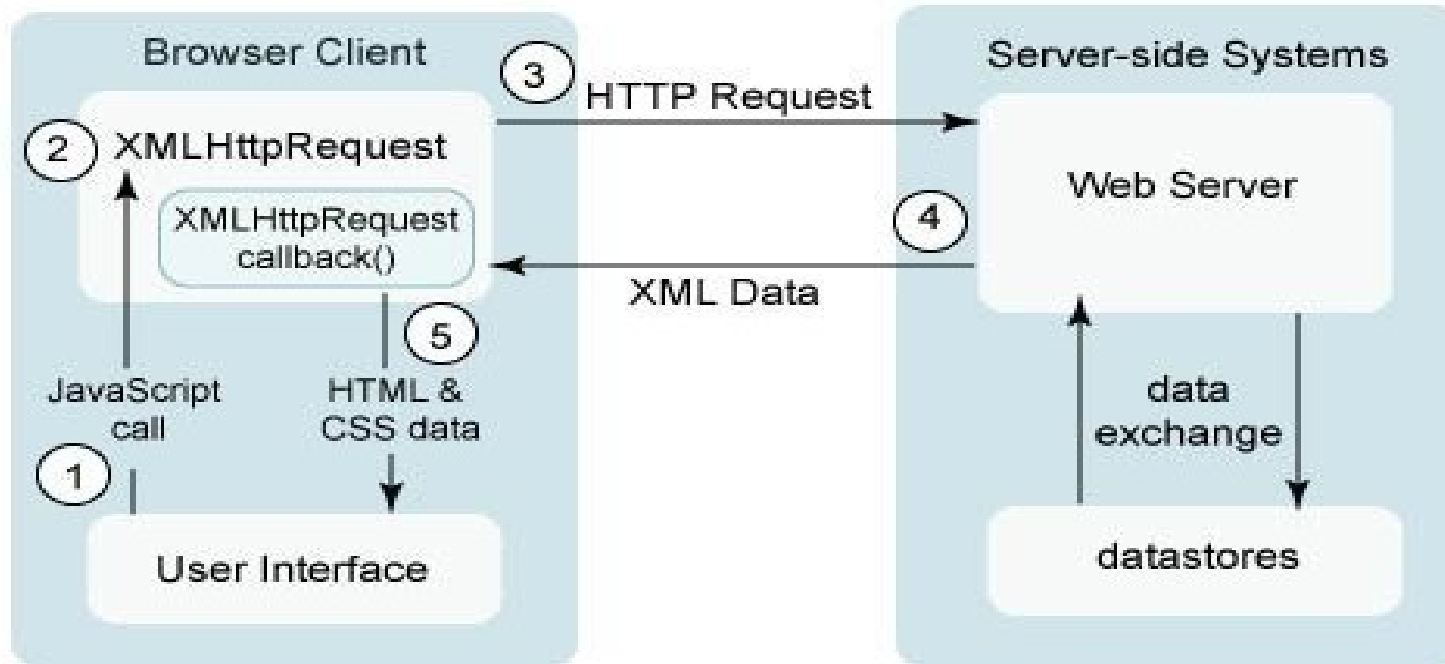 Browser Client
Server-side Systems
3
HTTP Request
2
XMLHttpRequest
Web Server
XMLHttpRequest
callback()
4
XML Data
5
JavaScript
call
HTML &
CSS data
data
exchange
1
User Interface
datastores